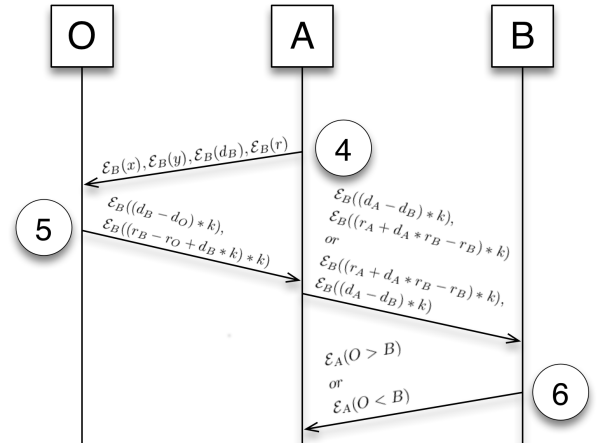 O A B
4
ℰ_B(x), ℰ_B(y), ℰ_B(d_B), ℰ_B(r)
5
ℰ_B((d_B − d_O) * k),
ℰ_B((r_B − r_O + d_B * k) * k)
ℰ_B((d_A − d_B) * k),
ℰ_B((r_A + d_A * r_B − r_B) * k)
or
ℰ_B((r_A + d_A * r_B − r_B) * k),
ℰ_B((d_A − d_B) * k)
6
ℰ_A(O > B)
or
ℰ_A(O < B)